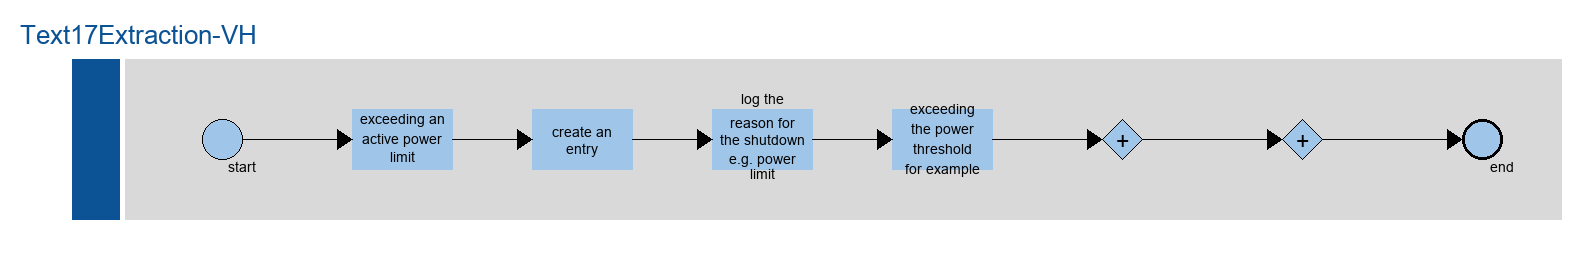 Text17Extraction-VH
start
exceeding an
active power
limit
create an
entry
log the
reason for
the shutdown
e.g. power
limit
exceeding
the power
threshold
for example
+
+
end